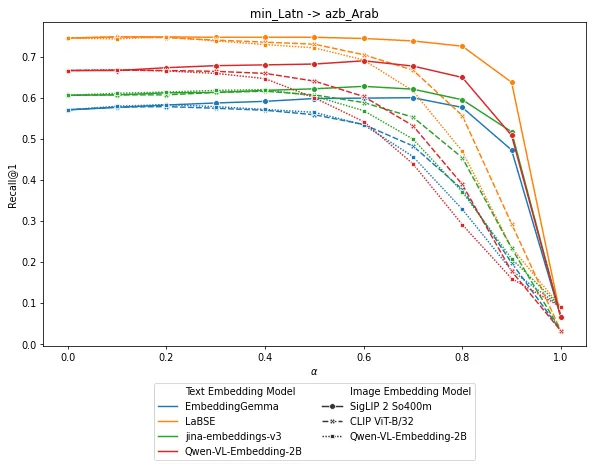 min_Latn -> azb_Arab
Recall@1
0.7
0.6
0.5
0.4
0.3
0.2
0.1
0.0
0.0 0.2 0.4 0.6 0.8 1.0
α
Text Embedding Model Image Embedding Model
EmbeddingGemma SigLIP 2 So400m
LaBSE CLIP ViT-B/32
jina-embeddings-v3 Qwen-VL-Embedding-2B
Qwen-VL-Embedding-2B